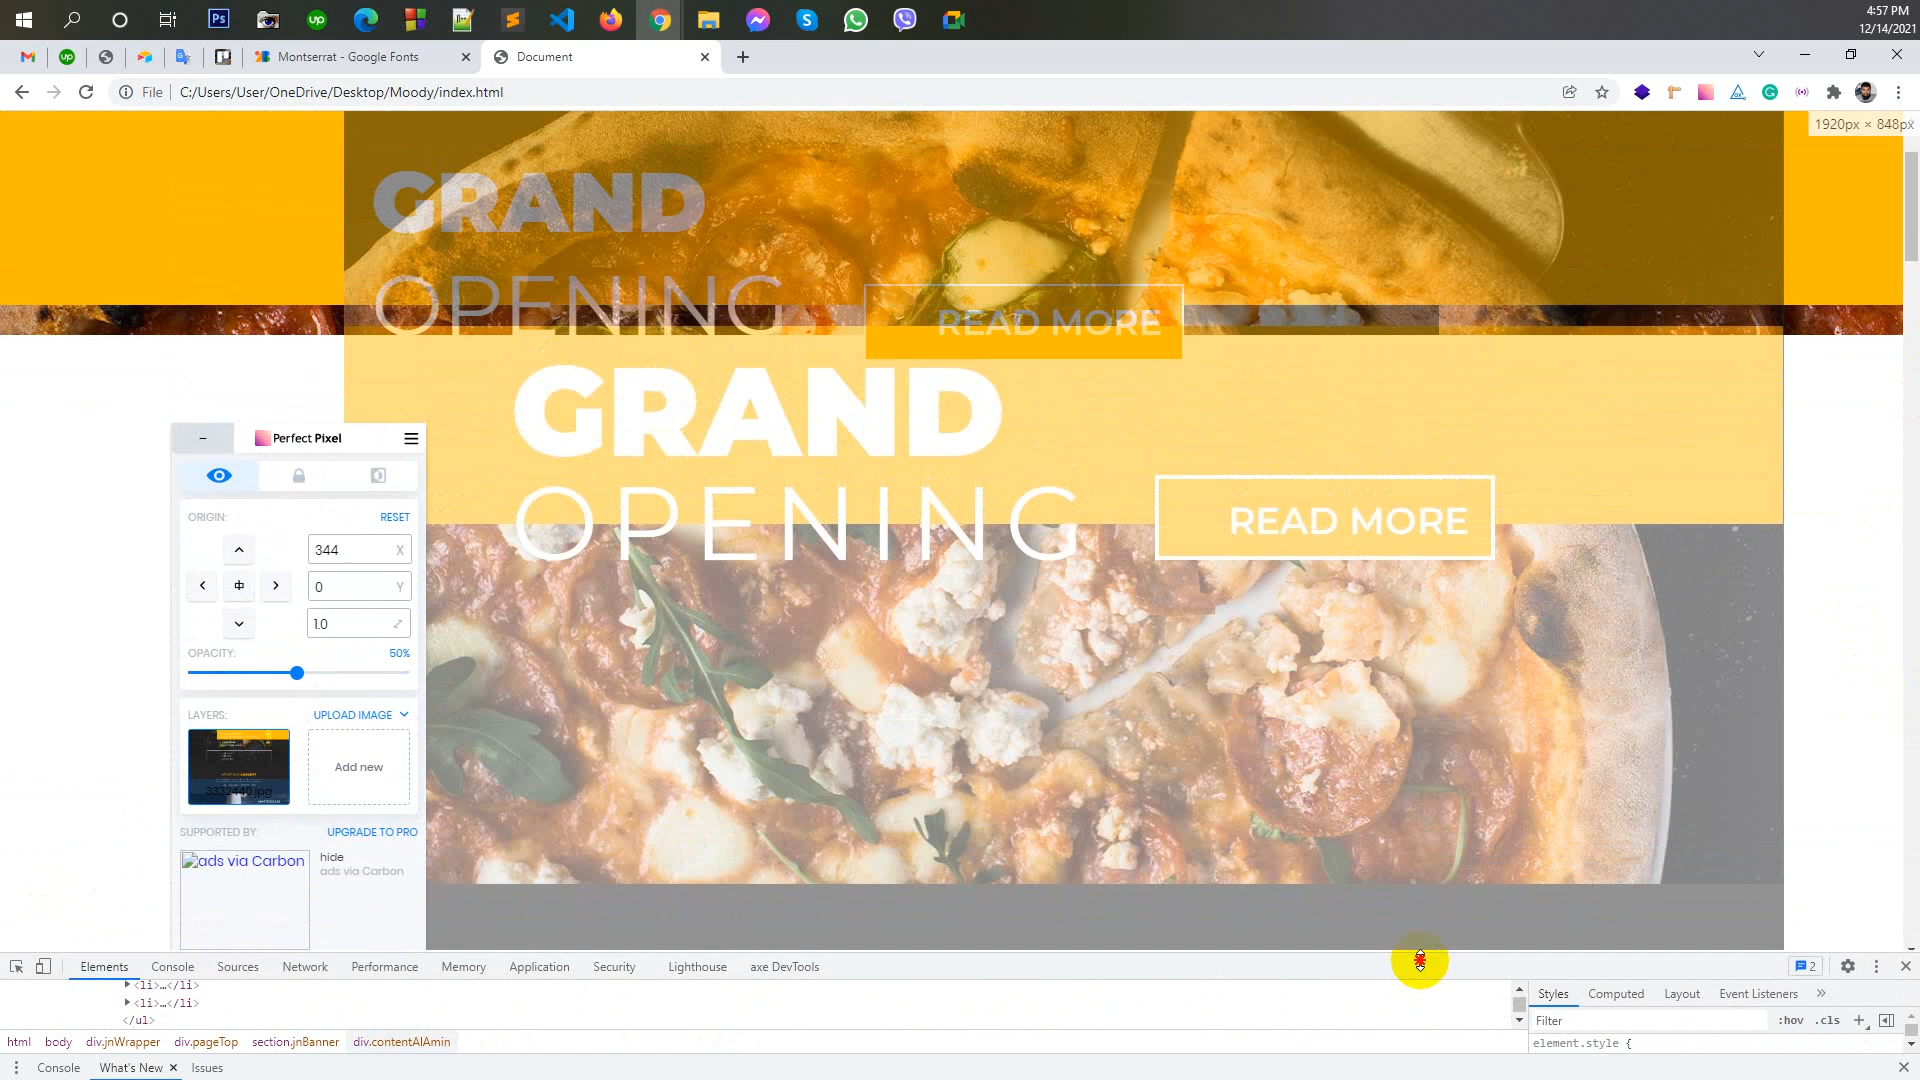 4:57 PM
12/14/2021
Montserrat - Google Fonts
Document
File
C:/Users/User/OneDrive/Desktop/Moody/index.html
1920px × 848px
GRAND
OPENING
READ MORE
GRAND
OPENING
READ MORE
Perfect Pixel
ORIGIN:
RESET
344
X
0
Y
1.0
OPACITY:
50%
LAYERS:
UPLOAD IMAGE
3332440.jpg
Add new
SUPPORTED BY:
UPGRADE TO PRO
ads via Carbon
hide
ads via Carbon
Elements
Console
Sources
Network
Performance
Memory
Application
Security
Lighthouse
axe DevTools
2
<li>…</li>
<li>…</li>
</ul>
html
body
div.jnWrapper
div.pageTop
section.jnBanner
div.contentAlAmin
Styles
Computed
Layout
Event Listeners
Filter
:hov
.cls
element.style {
Console
What's New
Issues